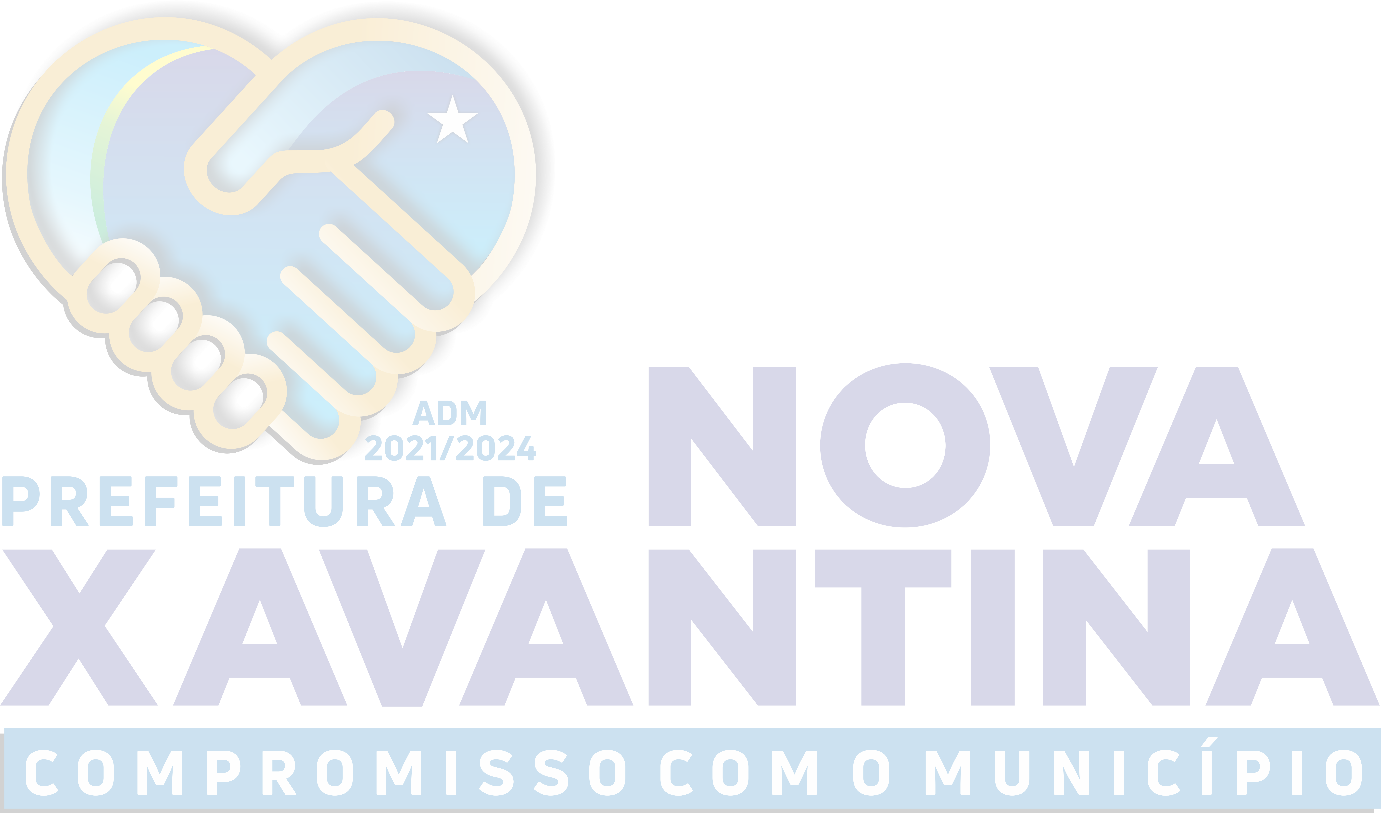 ADM
2021/2024
PREFEITURA DE
NOVA
XAVANTINA
COMPROMISSO COM O MUNICÍPIO